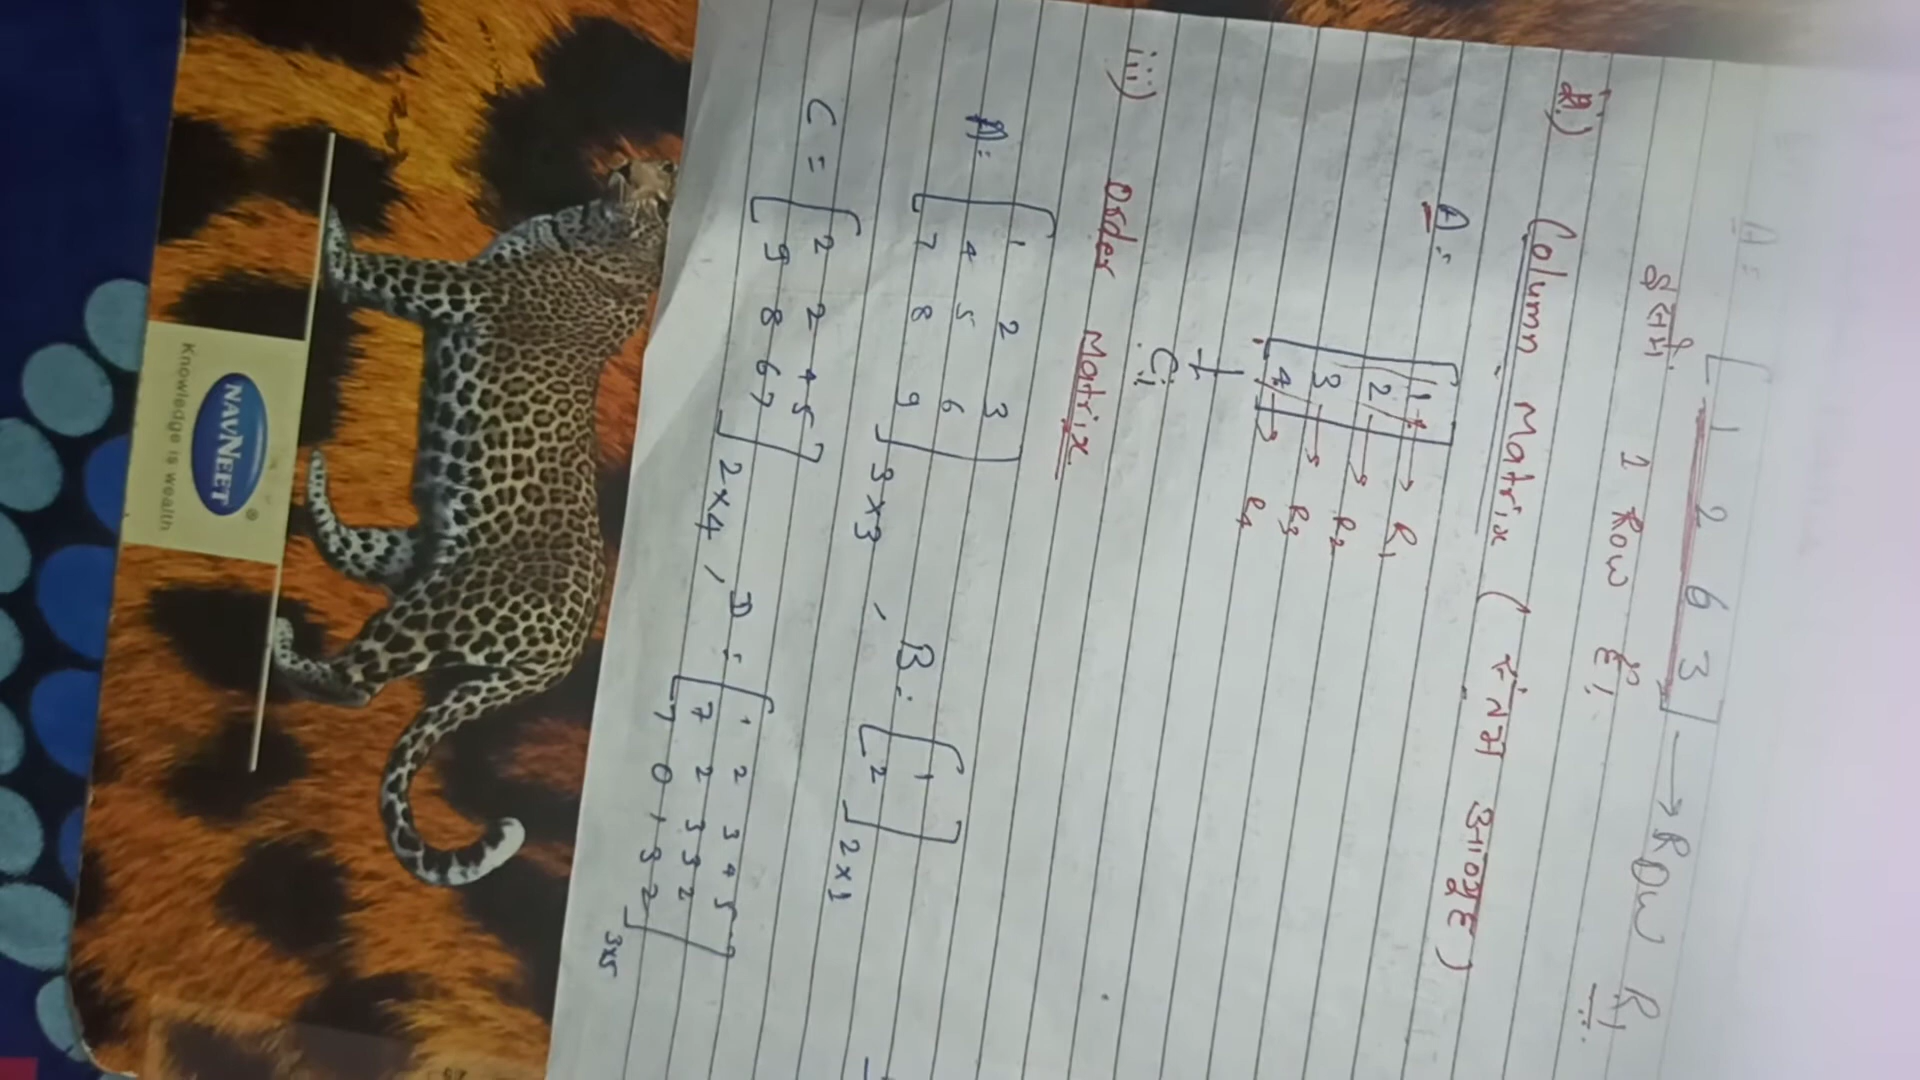 A = [ 1 2 6 3 ] → Row R1
इसमे 1 Row है।
ii) Column Matrix (
A = [ 1 → R1
2 → R2
3 → R3
4 ] → R4
↓
C1
iii) Order Matrix
A = [ 1 2 3
4 5 6
7 8 9 ] 3×3 , B = [ 1
2 ] 2×1
C = [ 2 2 4 5
9 8 6 7 ] 2×4 , D = [ 1 2 3 4 5
7 2 3 3 2
7 0 1 3 2 ] 3×5
NAVNEET®
Knowledge is wealth